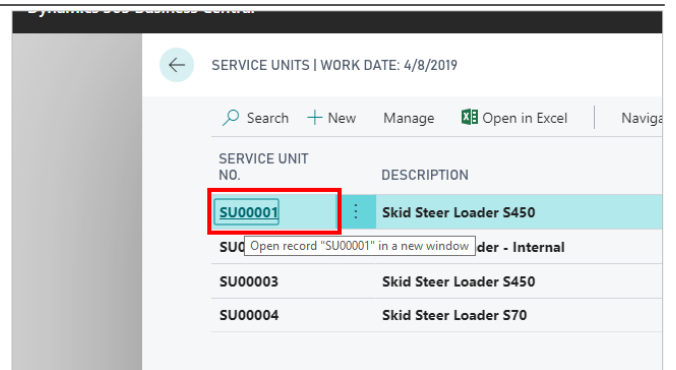 SERVICE UNITS | WORK DATE: 4/8/2019
Search + New Manage Open in Excel
SERVICE UNIT
NO. DESCRIPTION
SU00001 Skid Steer Loader S450
Open record "SU00001" in a new window der - Internal
SU00003 Skid Steer Loader S450
SU00004 Skid Steer Loader S70